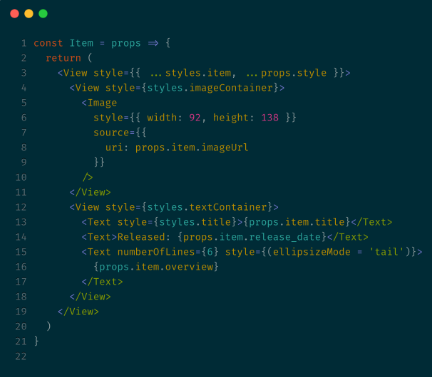 1 const Item = props => {
2   return (
3     <View style={{ ...styles.item, ...props.style }}>
4       <View style={styles.imageContainer}>
5         <Image
6           style={{ width: 92, height: 138 }}
7           source={{
8             uri: props.item.imageUrl
9           }}
10         />
11       </View>
12       <View style={styles.textContainer}>
13         <Text style={styles.title}>{props.item.title}</Text>
14         <Text>Released: {props.item.release_date}</Text>
15         <Text numberOfLines={6} style={(ellipsizeMode = 'tail')}>
16           {props.item.overview}
17         </Text>
18       </View>
19     </View>
20   )
21 }
22